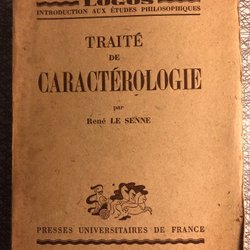 LOGOS
INTRODUCTION AUX ÉTUDES PHILOSOPHIQUES
TRAITÉ
DE
CARACTÉROLOGIE
par
René LE SENNE
PRESSES UNIVERSITAIRES DE FRANCE